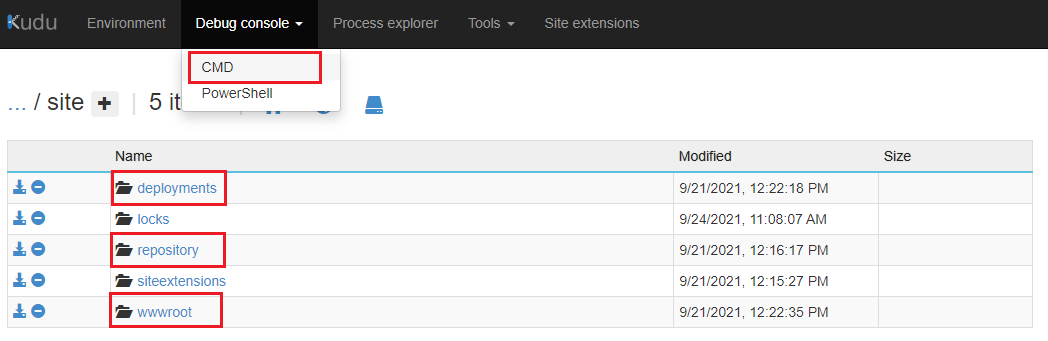 Kudu Environment Debug console Process explorer Tools Site extensions
CMD
PowerShell
... / site + | 5 it
Name Modified Size
deployments 9/21/2021, 12:22:18 PM
locks 9/24/2021, 11:08:07 AM
repository 9/21/2021, 12:16:17 PM
siteextensions 9/21/2021, 12:15:27 PM
wwwroot 9/21/2021, 12:22:35 PM